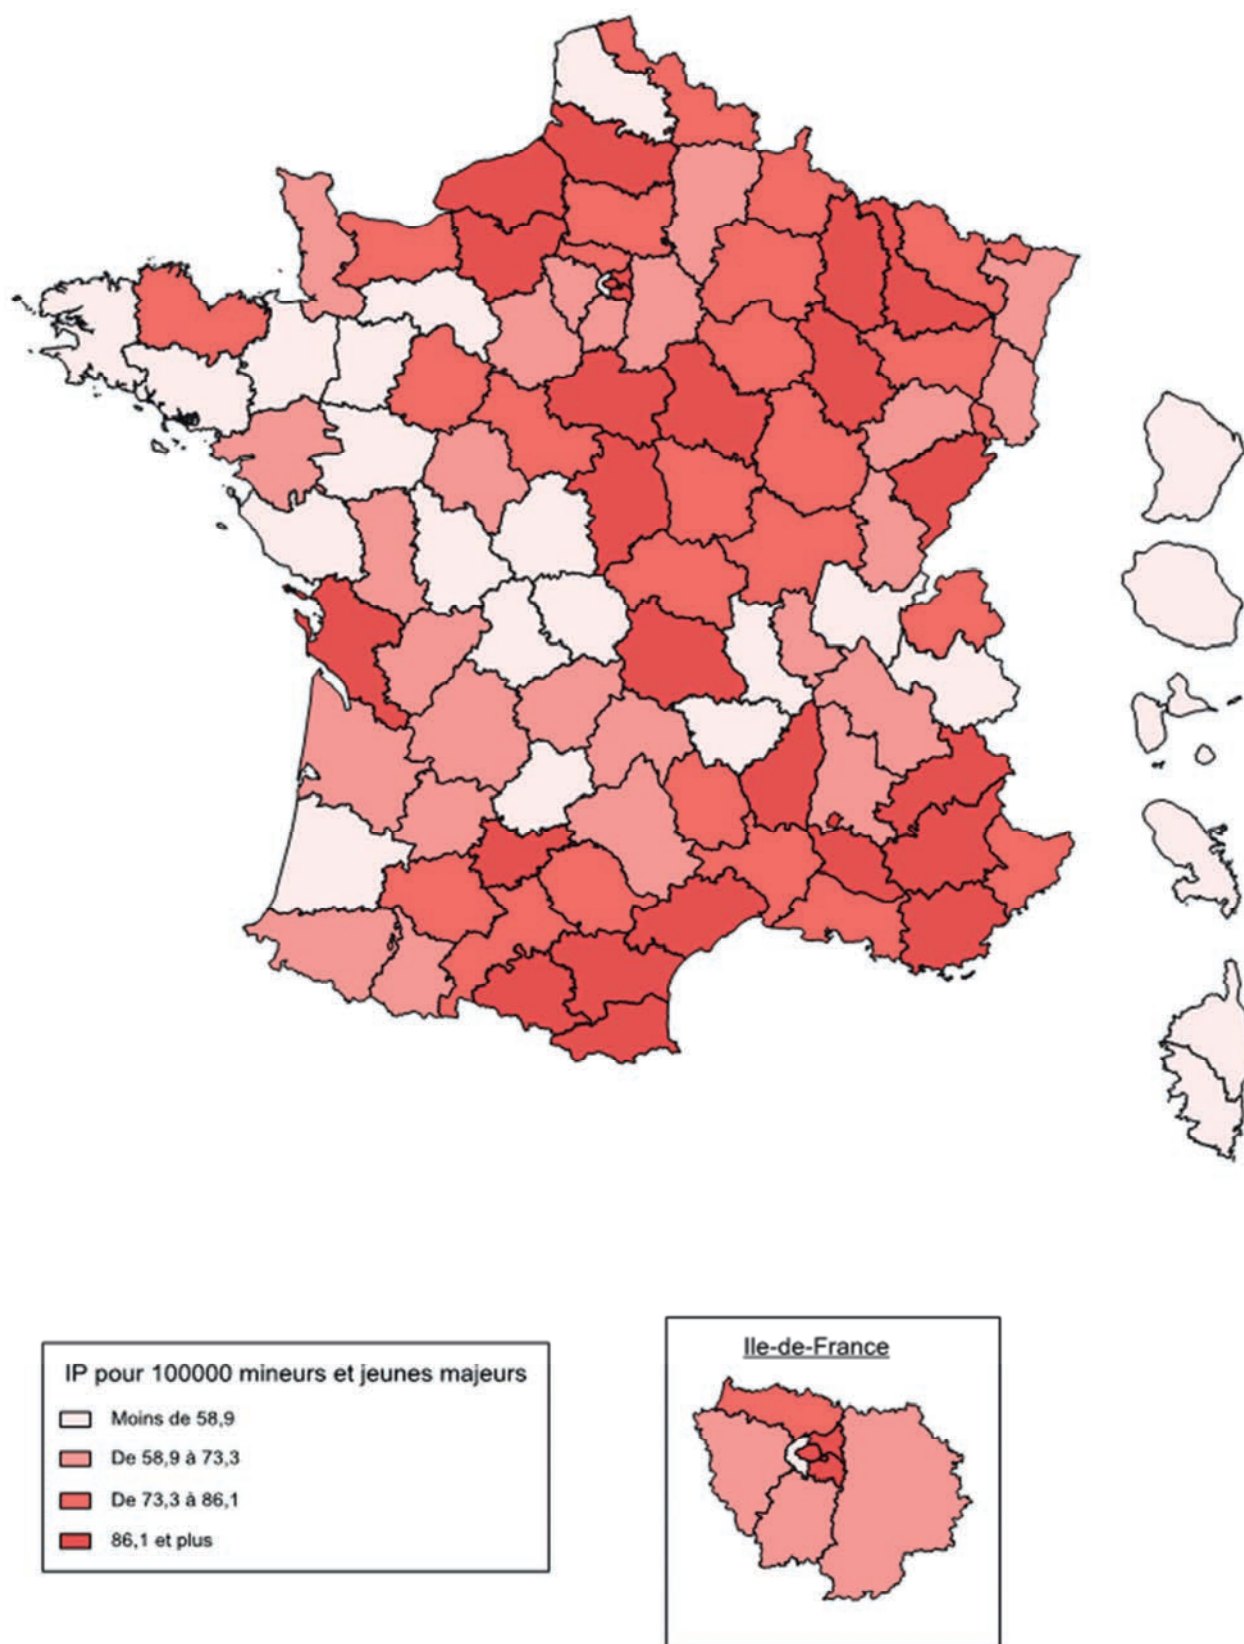 IP pour 100000 mineurs et jeunes majeurs
Moins de 58,9
De 58,9 à 73,3
De 73,3 à 86,1
86,1 et plus
Ile-de-France